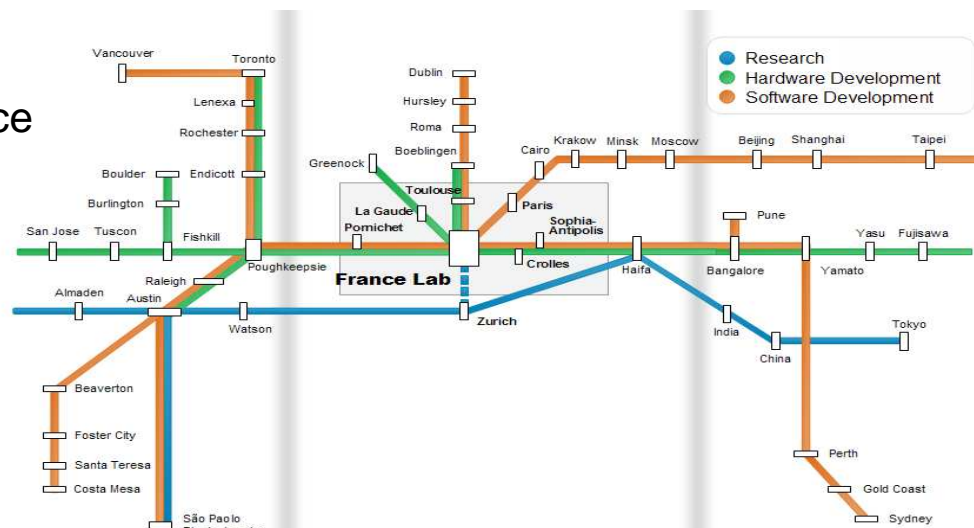 ce
Research
Hardware Development
Software Development
Vancouver
Toronto
Lenexa
Rochester
Boulder
Endicott
Burlington
San Jose
Tuscon
Fishkill
Poughkeepsie
Raleigh
Almaden
Austin
Watson
Beaverton
Foster City
Santa Teresa
Costa Mesa
São Paolo
Dublin
Hursley
Roma
Boeblingen
Greenock
Toulouse
La Gaude
Pornichet
Paris
Sophia-
Antipolis
Crolles
France Lab
Zurich
Cairo
Krakow
Minsk
Moscow
Beijing
Shanghai
Taipei
Haifa
Pune
Bangalore
Yamato
Yasu
Fujisawa
India
China
Tokyo
Perth
Gold Coast
Sydney